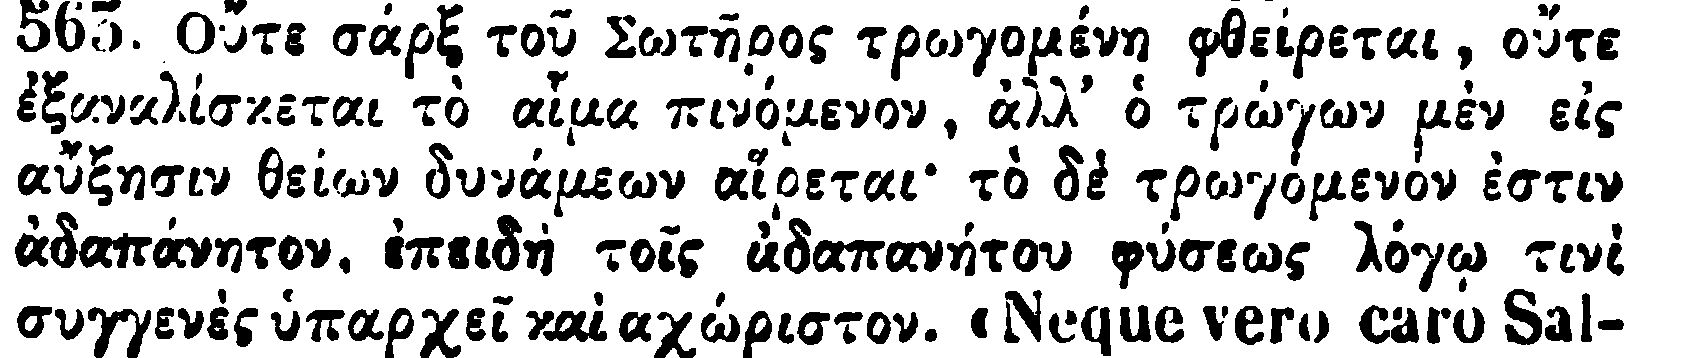 565. Οὔτε σάρξ τοῦ Σωτῆρος τρωγομένη φθείρεται, οὔτε
ἐξαναλίσκεται τὸ αἷμα πινόμενον, ἀλλ’ ὁ τρώγων μὲν εἰς
αὔξησιν θείων δυνάμεων αἴρεται· τὸ δὲ τρωγόμενόν ἐστιν
ἀδαπάνητον, ἐπειδὴ τοῖς ἀδαπανήτου φύσεως λόγῳ τινὶ
συγγενὲς ὑπαρχεῖ καὶ αχώριστον. «Neque vero caro Sal-